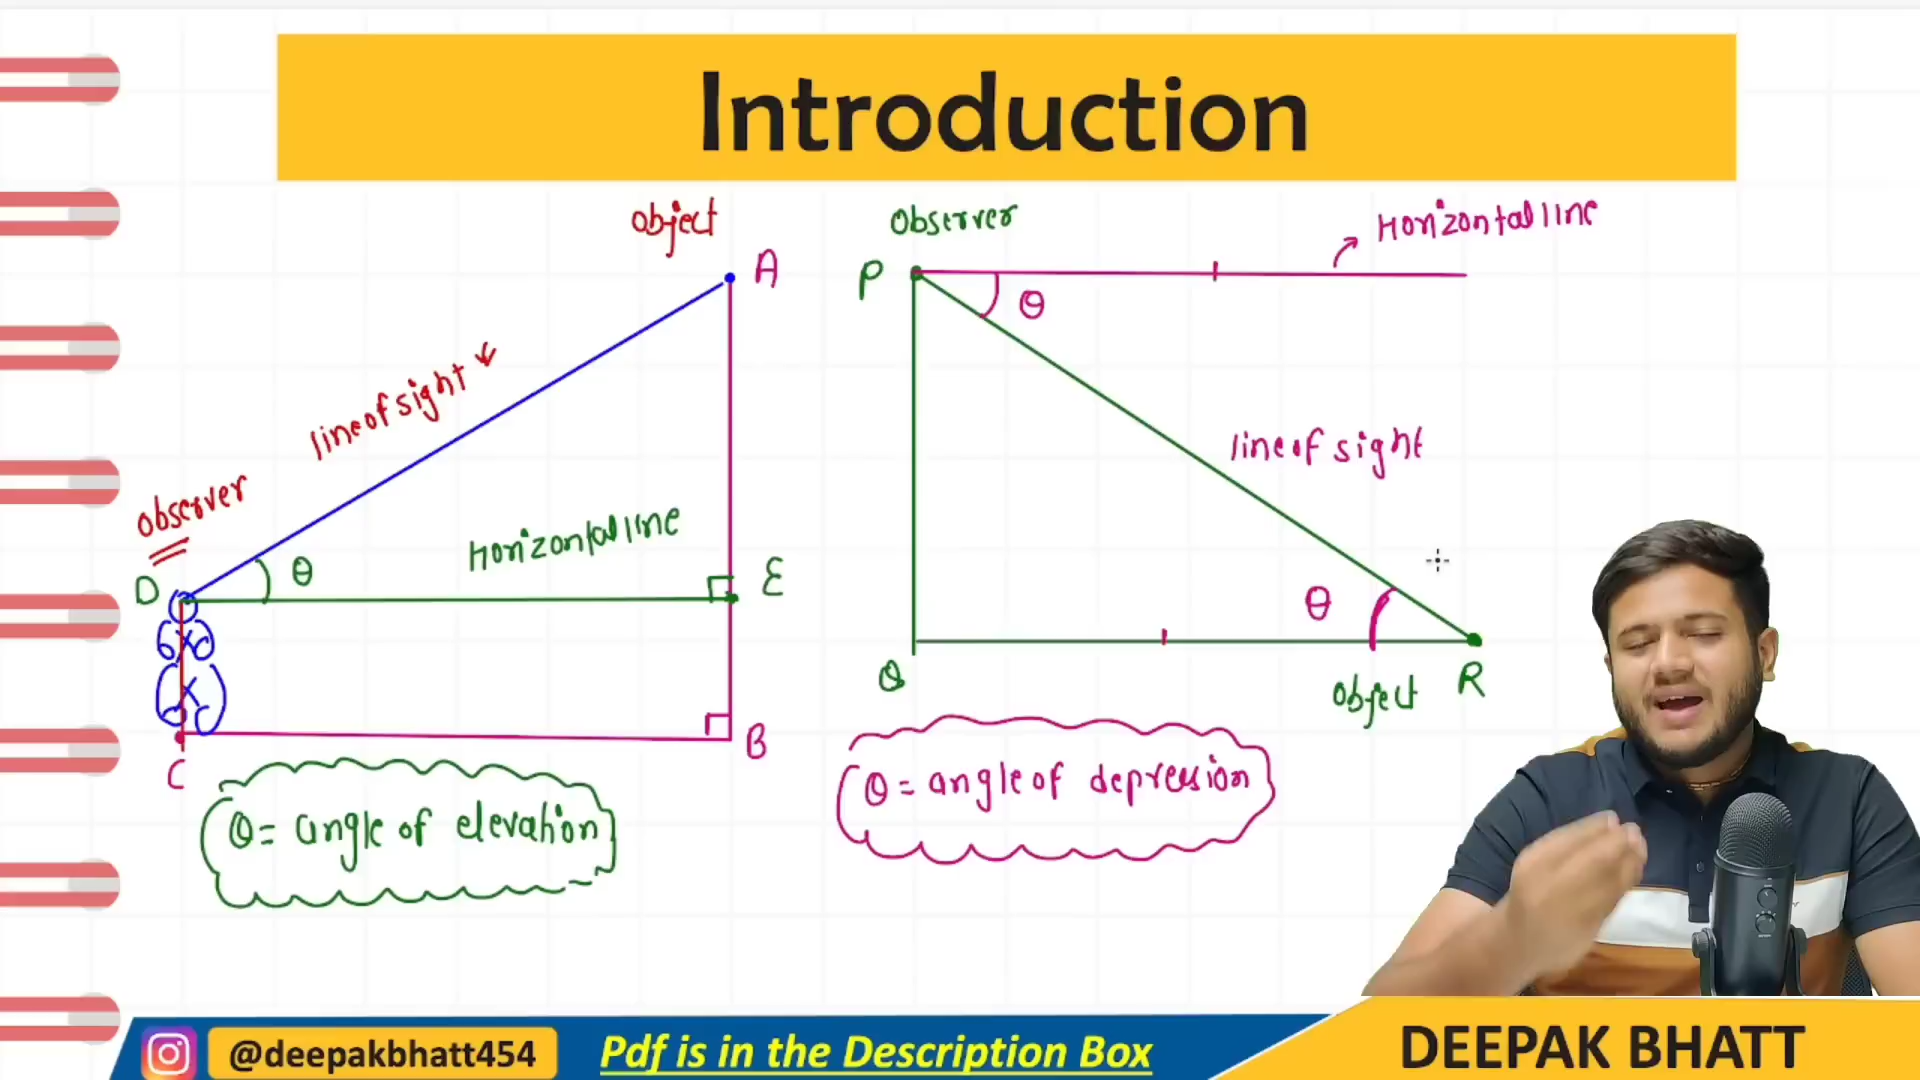 Introduction
object
A
line of sight
observer
D
θ
Horizontal line
E
C
B
θ = angle of elevation
Observer
Horizontal line
P
θ
line of sight
θ
Q
object
R
θ = angle of depression
@deepakbhatt454
Pdf is in the Description Box
DEEPAK BHATT